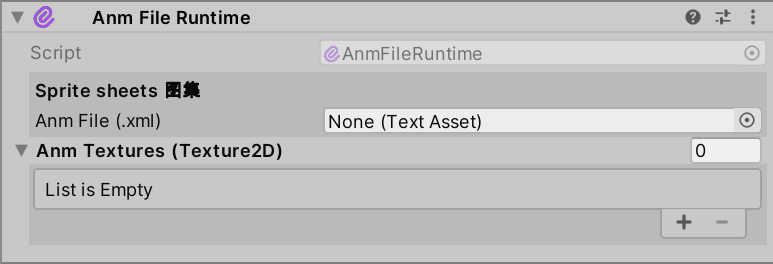 Anm File Runtime
Script AnmFileRuntime
Sprite sheets 图集
Anm File (.xml) None (Text Asset)
Anm Textures (Texture2D) 0
List is Empty